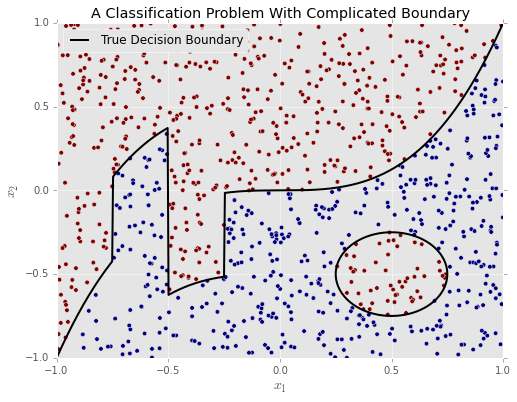 A Classification Problem With Complicated Boundary
True Decision Boundary
1.0
0.5
0.0
−0.5
−1.0
x₂
−1.0 −0.5 0.0 0.5 1.0
x₁